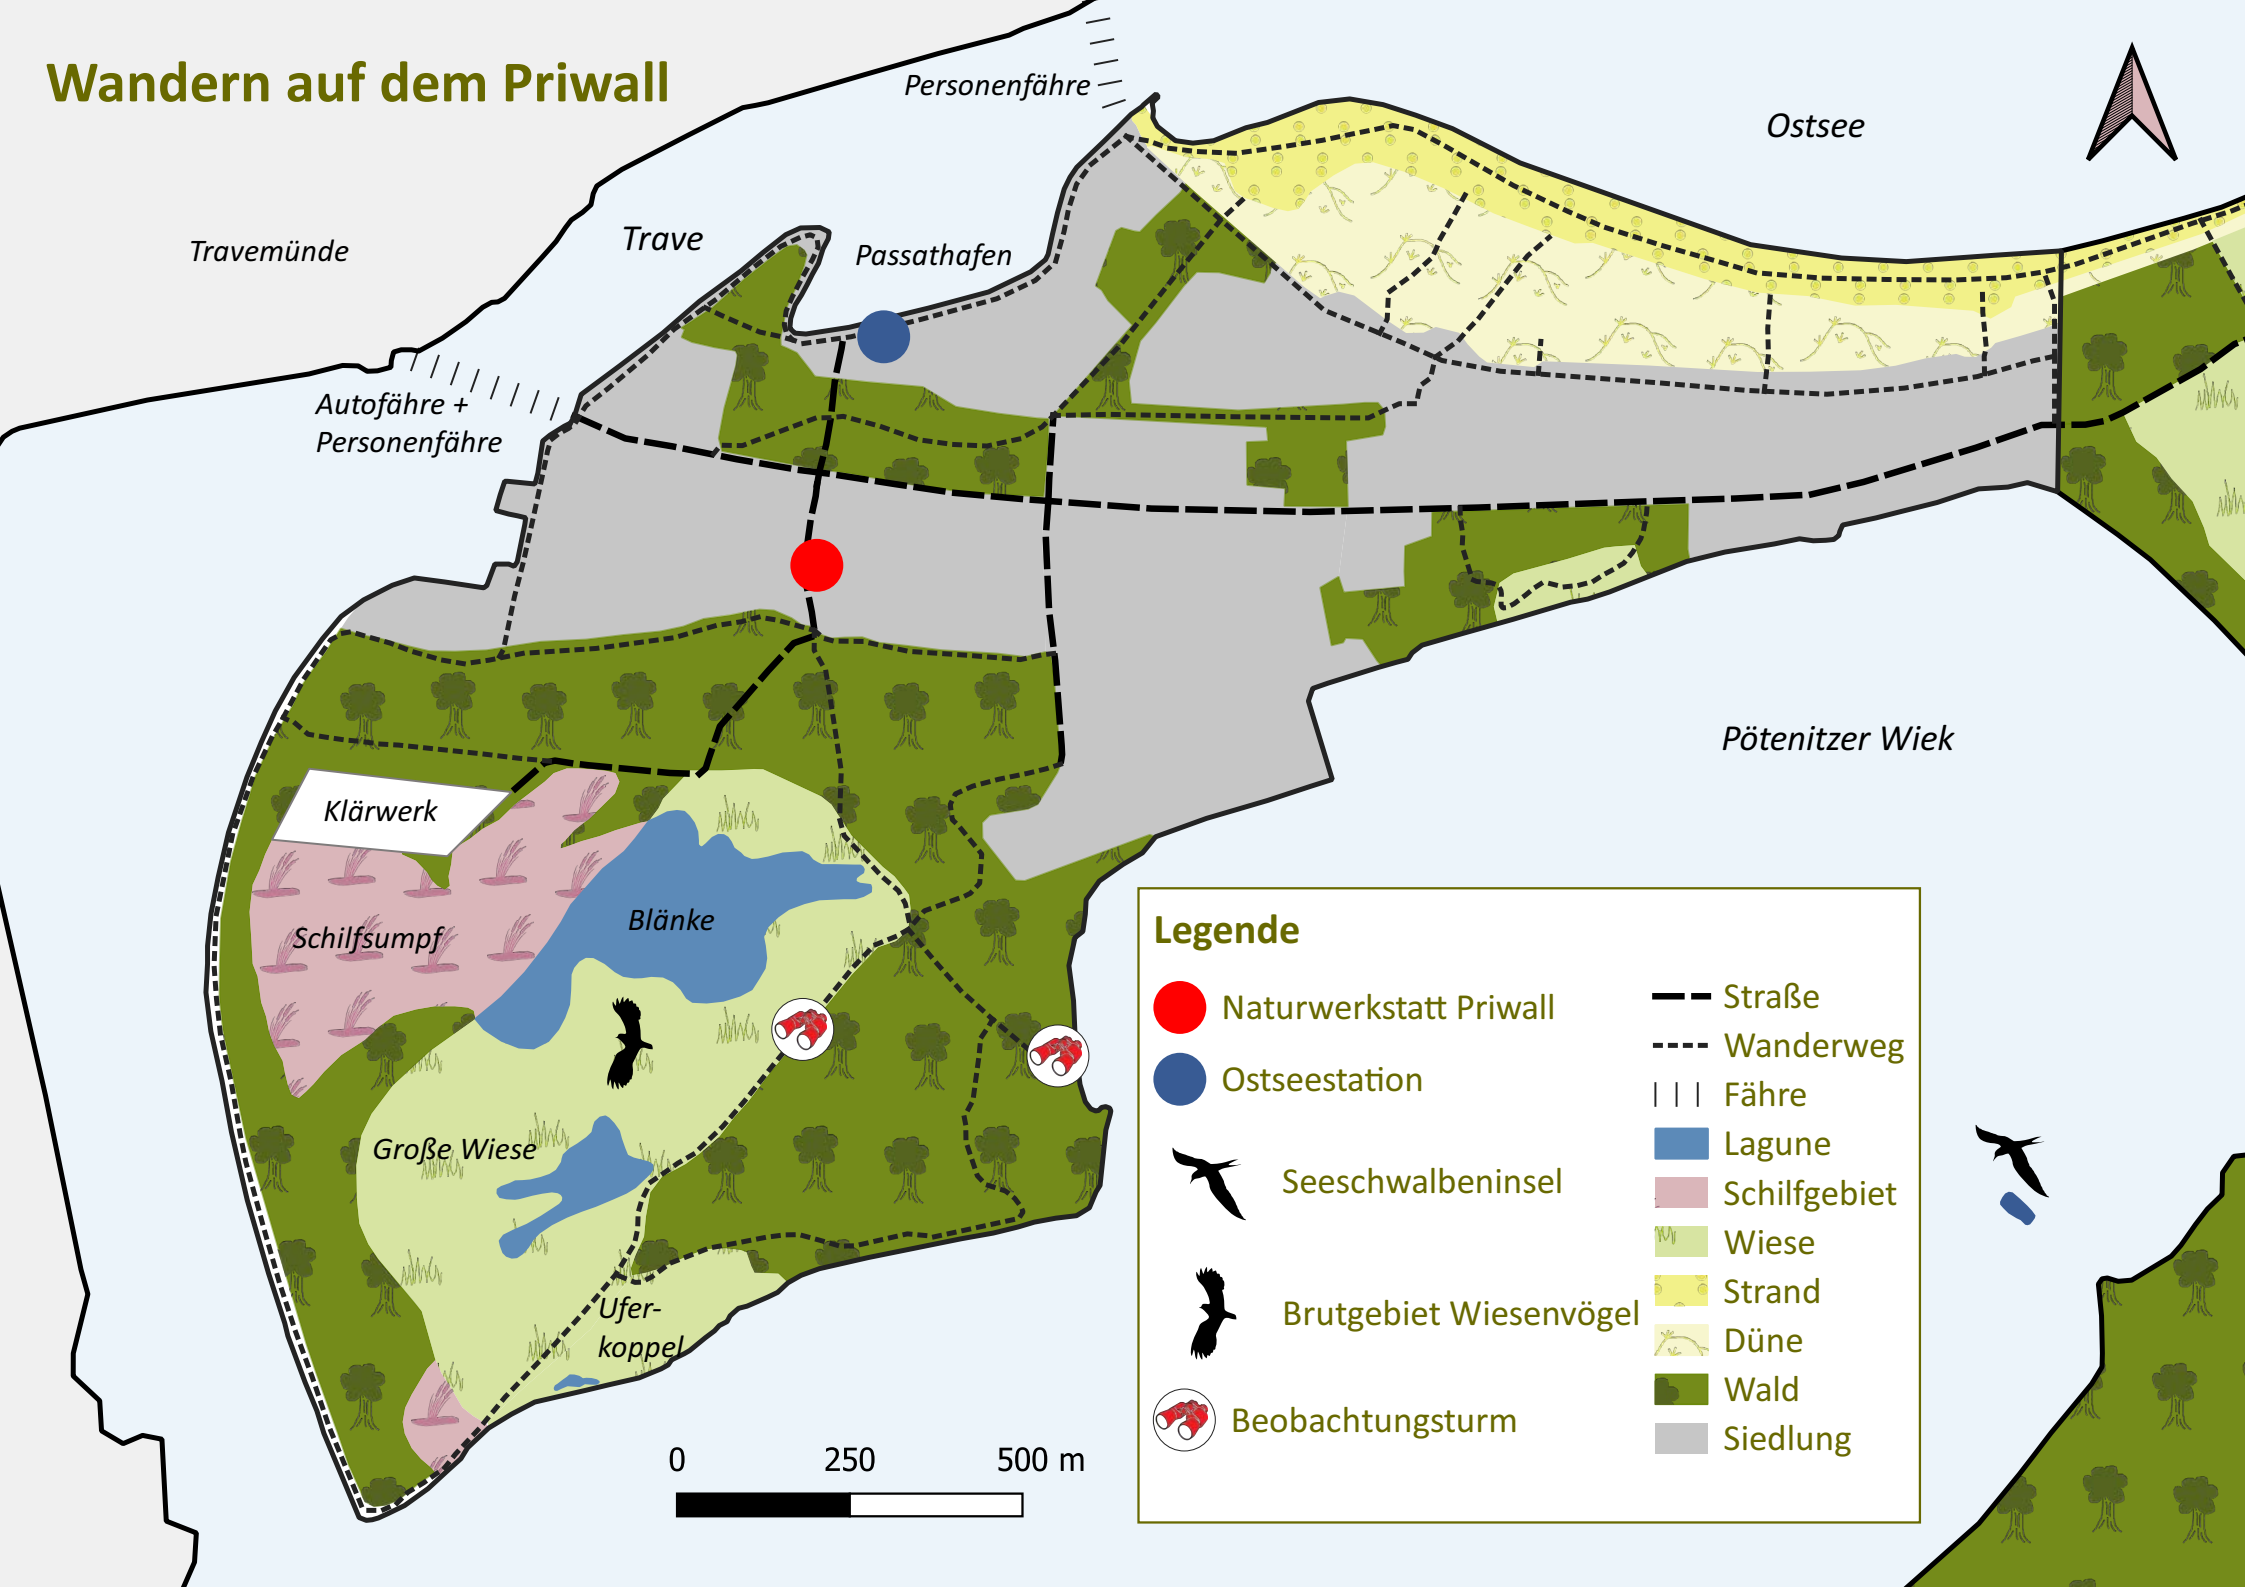 Wandern auf dem Priwall
Personenfähre
Ostsee
Travemünde
Trave
Passathafen
Autofähre +
Personenfähre
Pötenitzer Wiek
Klärwerk
Schilfsumpf
Blänke
Große Wiese
Ufer-
koppel
0 250 500 m
Legende
Naturwerkstatt Priwall
Ostseestation
Seeschwalbeninsel
Brutgebiet Wiesenvögel
Beobachtungsturm
Straße
Wanderweg
Fähre
Lagune
Schilfgebiet
Wiese
Strand
Düne
Wald
Siedlung